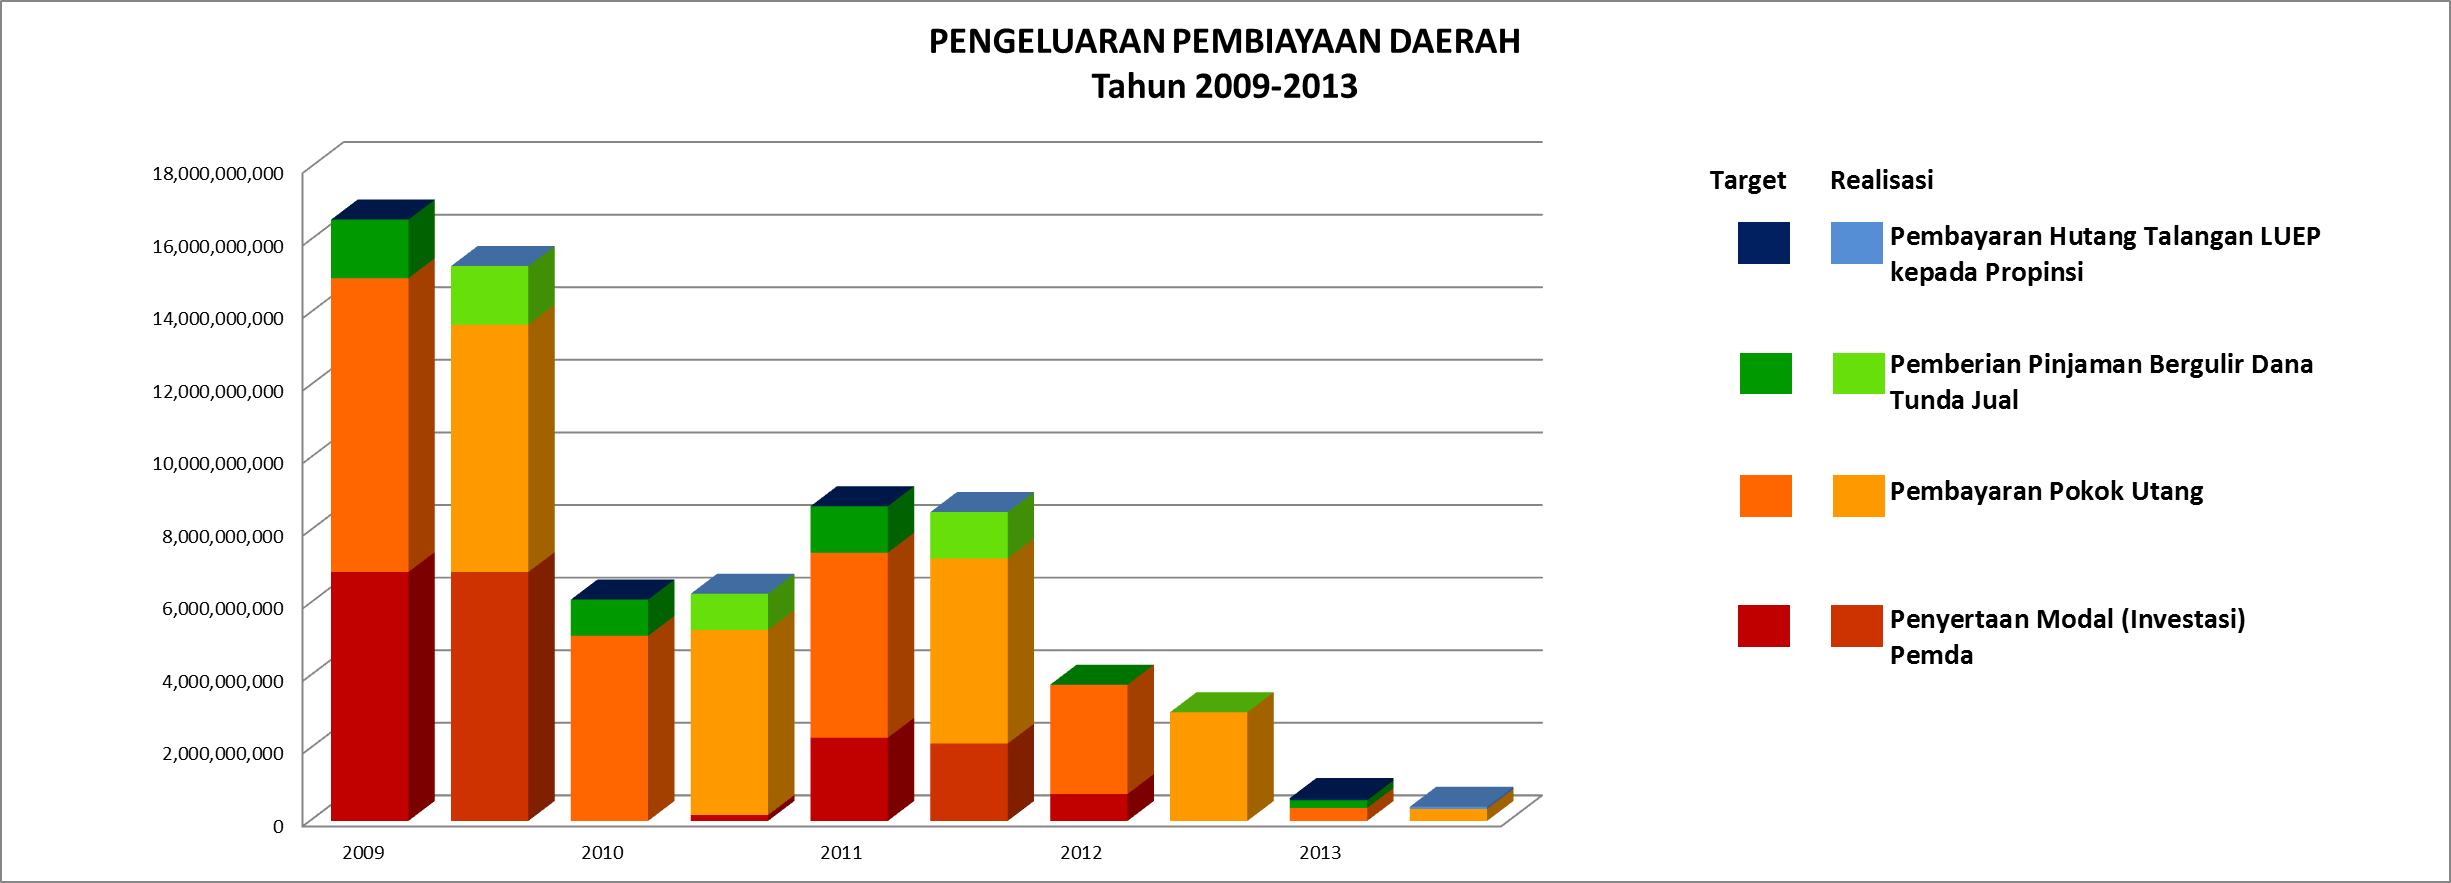 PENGELUARAN PEMBIAYAAN DAERAH
Tahun 2009-2013
18,000,000,000
16,000,000,000
14,000,000,000
12,000,000,000
10,000,000,000
8,000,000,000
6,000,000,000
4,000,000,000
2,000,000,000
0
2009
2010
2011
2012
2013
Target Realisasi
Pembayaran Hutang Talangan LUEP
kepada Propinsi
Pemberian Pinjaman Bergulir Dana
Tunda Jual
Pembayaran Pokok Utang
Penyertaan Modal (Investasi)
Pemda